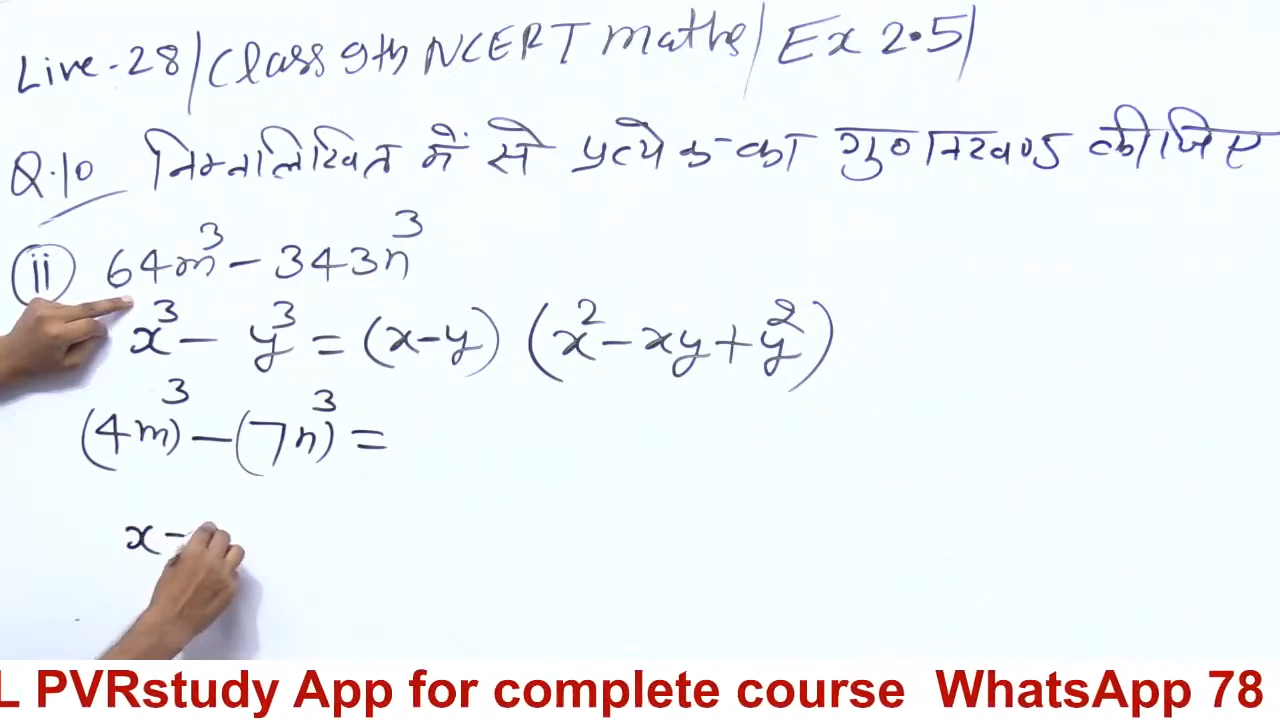 Live-28/Class 9th NCERT maths/Ex 2.5/
Q.10 निम्नलिखित में से प्रत्येक का गुणनखण्ड कीजिए
(ii) 64m³ - 343n³
x³ - y³ = (x-y) (x² - xy + y²)
(4m)³ - (7n)³ =
x -
L PVRstudy App for complete course WhatsApp 78